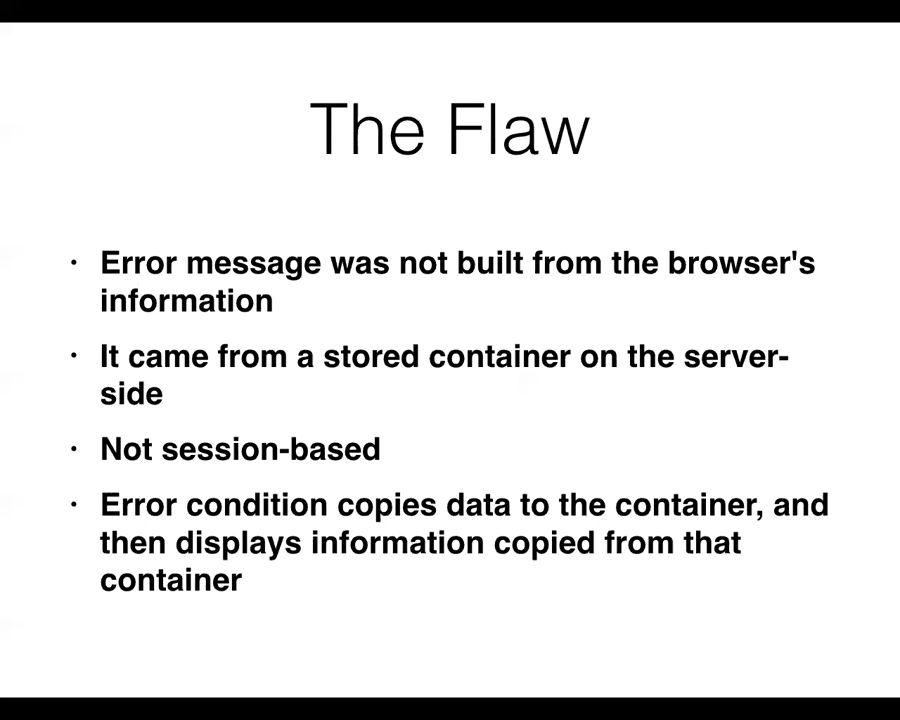 The Flaw
• Error message was not built from the browser's
information
• It came from a stored container on the server-
side
• Not session-based
• Error condition copies data to the container, and
then displays information copied from that
container